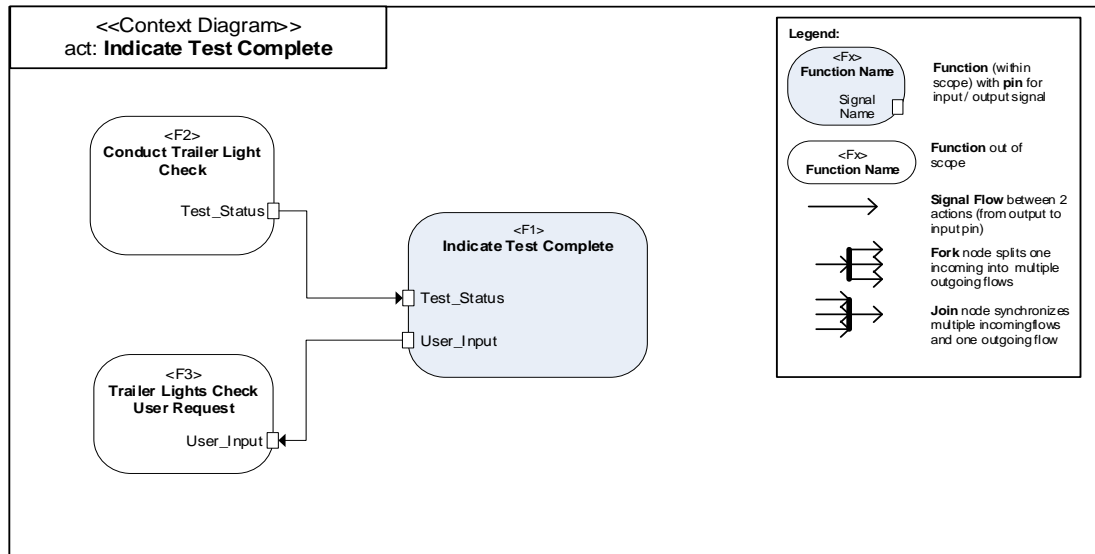 <<Context Diagram>>
act: Indicate Test Complete
<F2>
Conduct Trailer Light
Check
Test_Status
<F1>
Indicate Test Complete
Test_Status
User_Input
<F3>
Trailer Lights Check
User Request
User_Input
Legend:
<Fx>
Function Name
Signal
Name
Function (within
scope) with pin for
input / output signal
<Fx>
Function Name
Function out of
scope
Signal Flow between 2
actions (from output to
input pin)
Fork node splits one
incoming into multiple
outgoing flows
Join node synchronizes
multiple incomingflows
and one outgoing flow